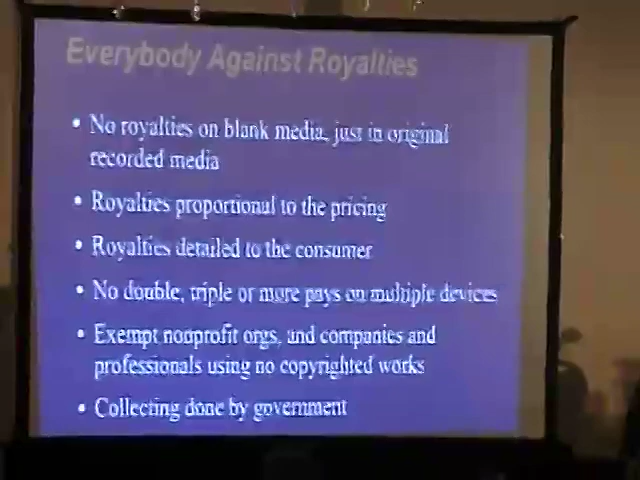 Everybody Against Royalties
• No royalties on blank media, just in original
recorded media
• Royalties proportional to the pricing
• Royalties detailed to the consumer
• No double, triple or more pays on multiple devices
• Exempt nonprofit orgs, and companies and
professionals using no copyrighted works
• Collecting done by government